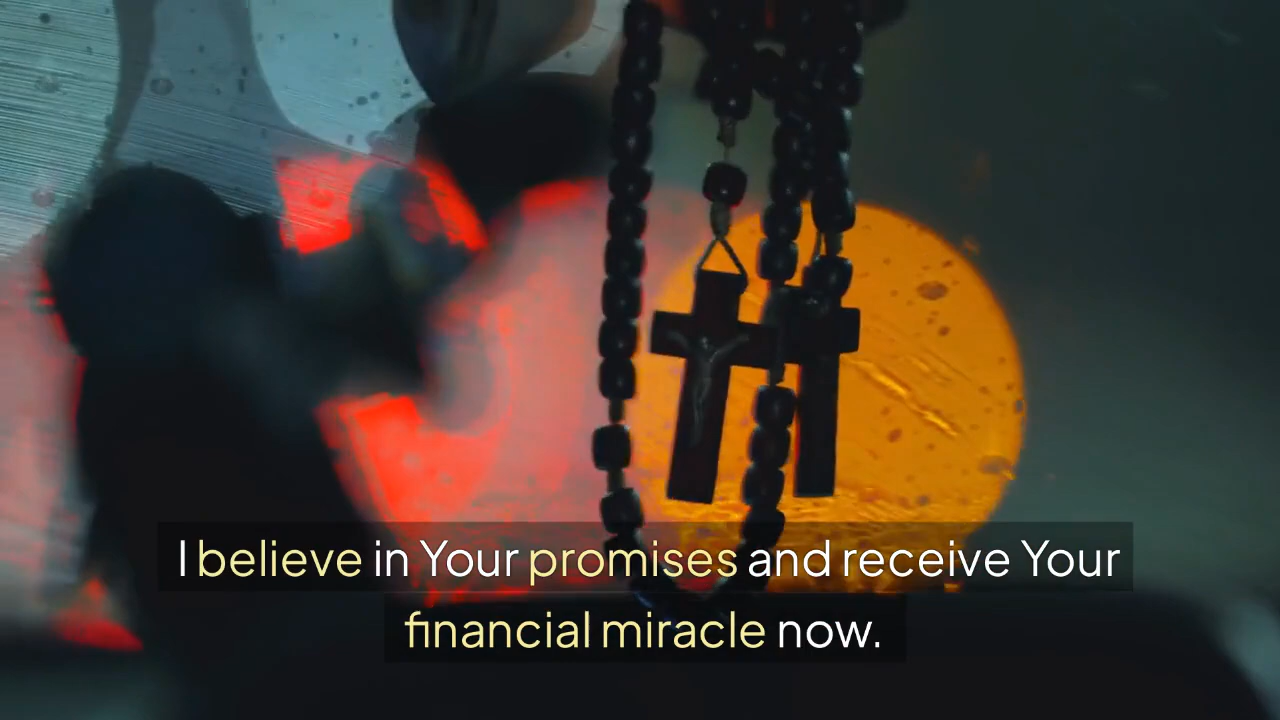 I believe in Your promises and receive Your
financial miracle now.